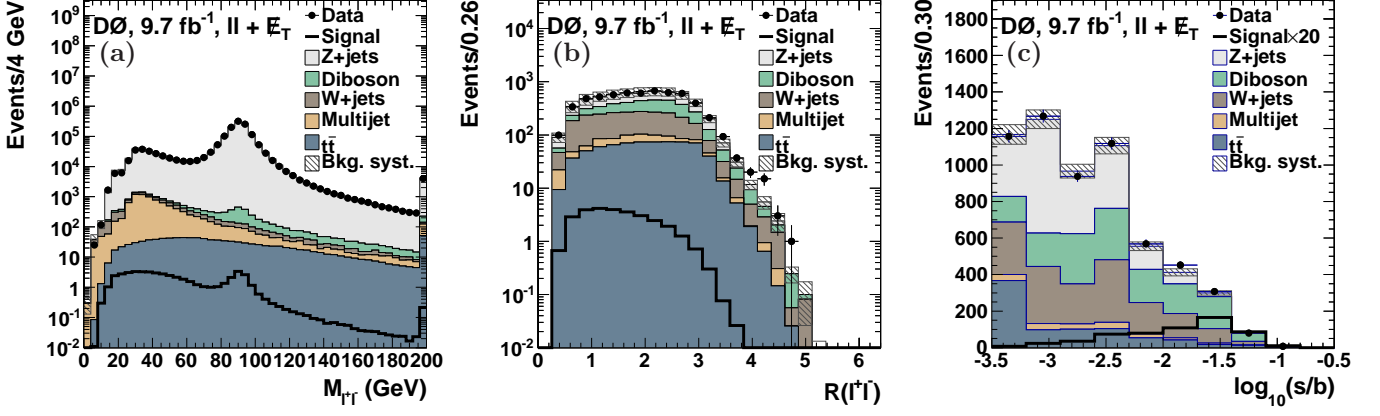 Events/4 GeV
10⁹
10⁸
10⁷
10⁶
10⁵
10⁴
10³
10²
10
1
10⁻¹
10⁻²
DØ, 9.7 fb⁻¹, ll + E̸_T
(a)
Data
Signal
Z+jets
Diboson
W+jets
Multijet
tt̄
Bkg. syst.
0 20 40 60 80 100 120 140 160 180 200
M_l⁺l⁻ (GeV)
Events/0.26
10⁴
10³
10²
10
1
10⁻¹
10⁻²
DØ, 9.7 fb⁻¹, ll + E̸_T
(b)
Data
Signal
Z+jets
Diboson
W+jets
Multijet
tt̄
Bkg. syst.
0 1 2 3 4 5 6
R(l⁺l⁻)
Events/0.30
1800
1600
1400
1200
1000
800
600
400
200
0
DØ, 9.7 fb⁻¹, ll + E̸_T
(c)
Data
Signal×20
Z+jets
Diboson
W+jets
Multijet
tt̄
Bkg. syst.
-3.5 -3 -2.5 -2 -1.5 -1 -0.5
log₁₀(s/b)